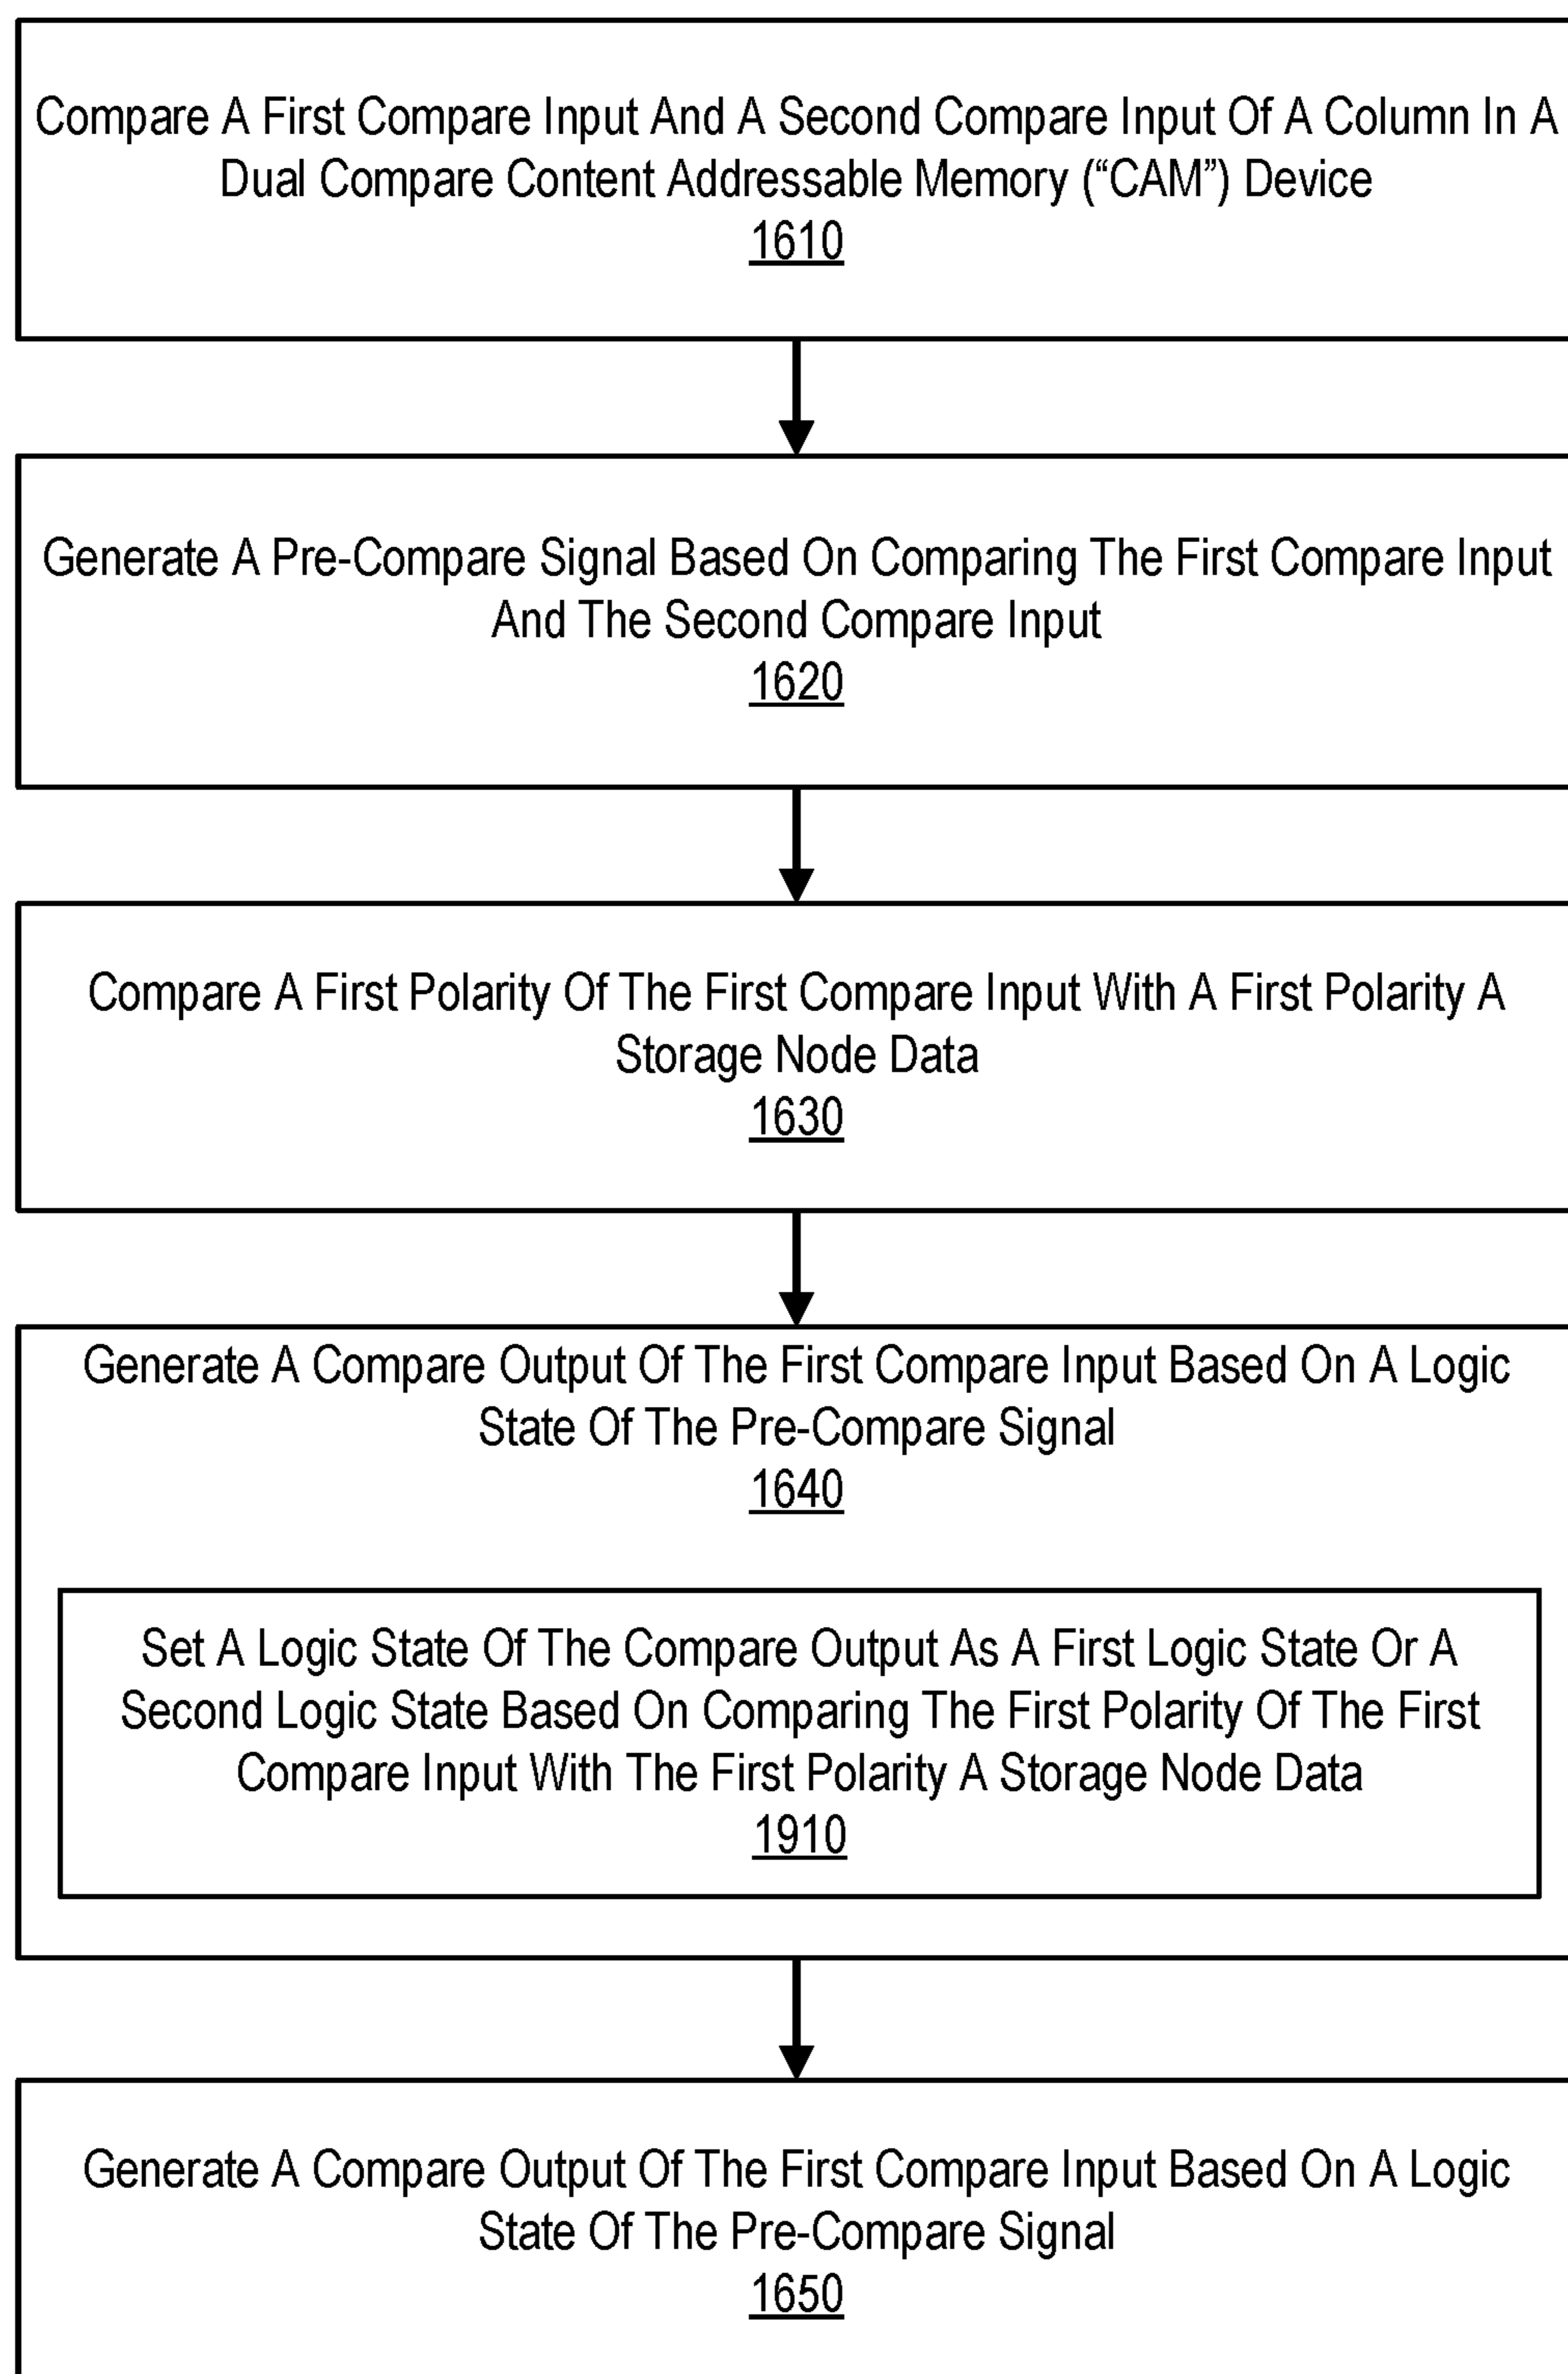 Compare A First Compare Input And A Second Compare Input Of A Column In A
Dual Compare Content Addressable Memory (“CAM”) Device
1610
Generate A Pre-Compare Signal Based On Comparing The First Compare Input
And The Second Compare Input
1620
Compare A First Polarity Of The First Compare Input With A First Polarity A
Storage Node Data
1630
Generate A Compare Output Of The First Compare Input Based On A Logic
State Of The Pre-Compare Signal
1640
Set A Logic State Of The Compare Output As A First Logic State Or A
Second Logic State Based On Comparing The First Polarity Of The First
Compare Input With The First Polarity A Storage Node Data
1910
Generate A Compare Output Of The First Compare Input Based On A Logic
State Of The Pre-Compare Signal
1650